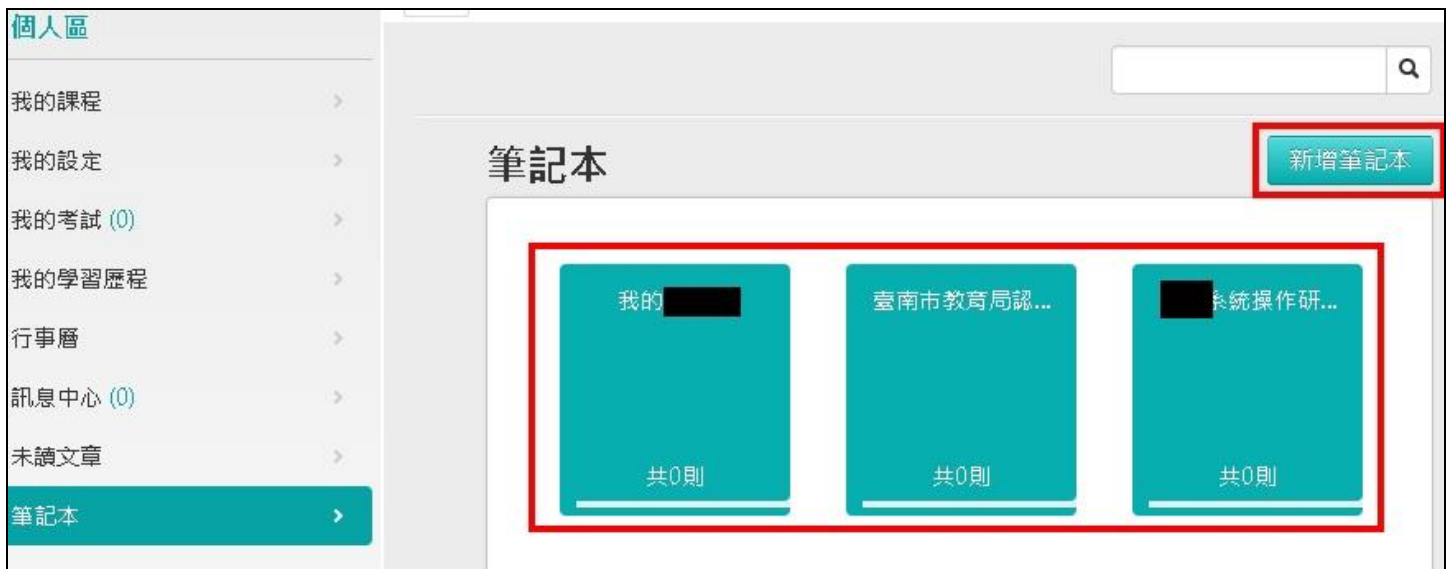 個人區
我的課程
我的設定
我的考試 (0)
我的學習歷程
行事曆
訊息中心 (0)
未讀文章
筆記本
筆記本
新增筆記本
我的
臺南市教育局認...
系統操作研...
共0則
共0則
共0則